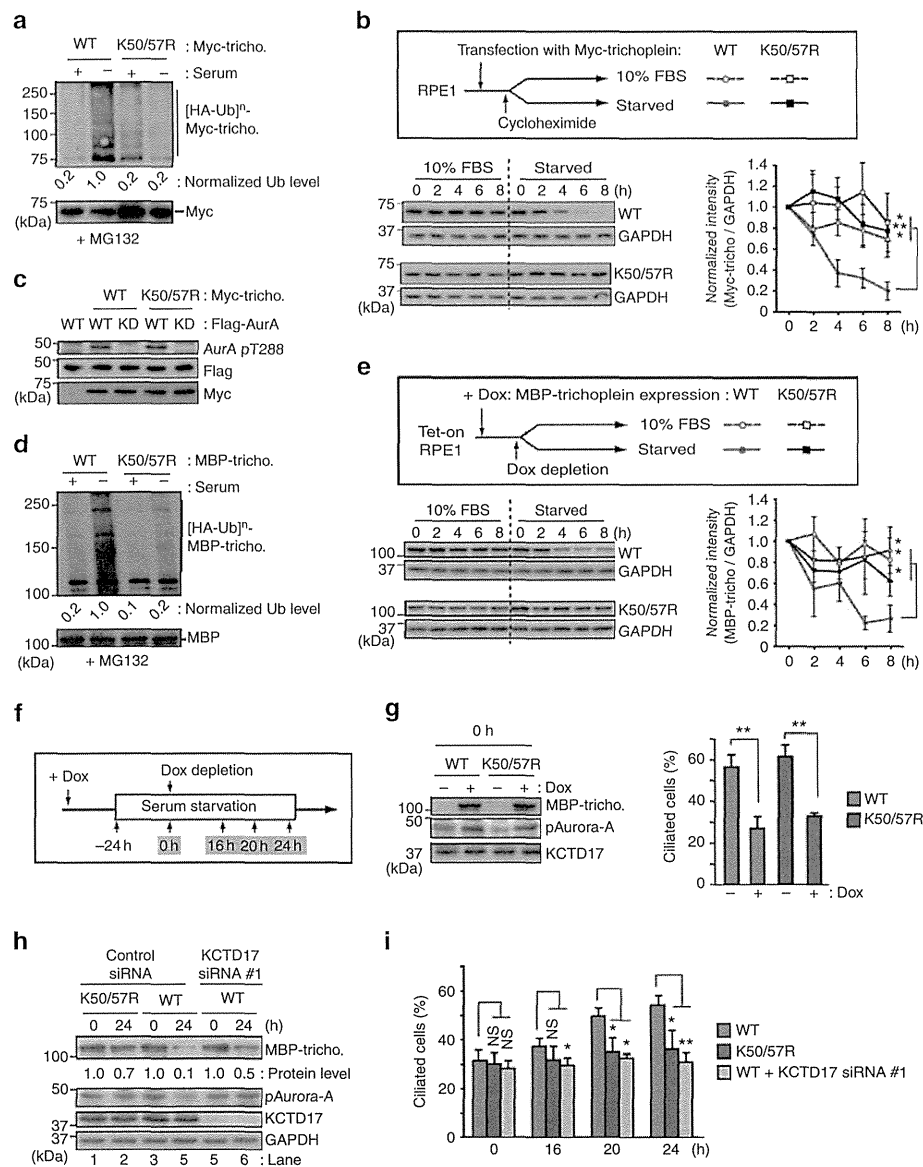 a
WT K50/57R : Myc-tricho.
+ − + − : Serum
250
150
100
75
[HA-Ub]ⁿ-
Myc-tricho.
0.2 1.0 0.2 0.2 : Normalized Ub level
75
(kDa)
Myc
+ MG132
b
Transfection with Myc-trichoplein: WT K50/57R
RPE1
10% FBS
Starved
Cycloheximide
10% FBS Starved
0 2 4 6 8 0 2 4 6 8 (h)
75
WT
37
GAPDH
75
K50/57R
37
GAPDH
(kDa)
Normalized intensity
(Myc-tricho / GAPDH)
1.4
1.2
1.0
0.8
0.6
0.4
0.2
0
0 2 4 6 8 (h)
*
**
*
c
WT K50/57R : Myc-tricho.
WT WT KD WT KD : Flag-AurA
50
AurA pT288
50
Flag
75
Myc
(kDa)
d
WT K50/57R : MBP-tricho.
+ − + − : Serum
250
150
100
[HA-Ub]ⁿ-
MBP-tricho.
0.2 1.0 0.1 0.2 : Normalized Ub level
100
MBP
(kDa)
+ MG132
e
+ Dox: MBP-trichoplein expression : WT K50/57R
Tet-on
RPE1
10% FBS
Starved
Dox depletion
10% FBS Starved
0 2 4 6 8 0 2 4 6 8 (h)
100
WT
37
GAPDH
100
K50/57R
37
GAPDH
(kDa)
Normalized intensity
(MBP-tricho / GAPDH)
1.4
1.2
1.0
0.8
0.6
0.4
0.2
0
0 2 4 6 8 (h)
*
*
*
f
+ Dox
Dox depletion
Serum starvation
−24 h 0 h 16 h 20 h 24 h
g
0 h
WT K50/57R
− + − + : Dox
100
MBP-tricho.
50
pAurora-A
37
KCTD17
(kDa)
Ciliated cells (%)
60
40
20
0
** **
− + − + : Dox
WT
K50/57R
h
Control
siRNA
KCTD17
siRNA #1
K50/57R WT WT
0 24 0 24 0 24 (h)
100
MBP-tricho.
1.0 0.7 1.0 0.1 1.0 0.5 : Protein level
50
pAurora-A
37
KCTD17
37
GAPDH
(kDa)
1 2 3 5 5 6 : Lane
i
Ciliated cells (%)
60
40
20
0
NS NS
NS *
* *
* **
0 16 20 24 (h)
WT
K50/57R
WT + KCTD17 siRNA #1